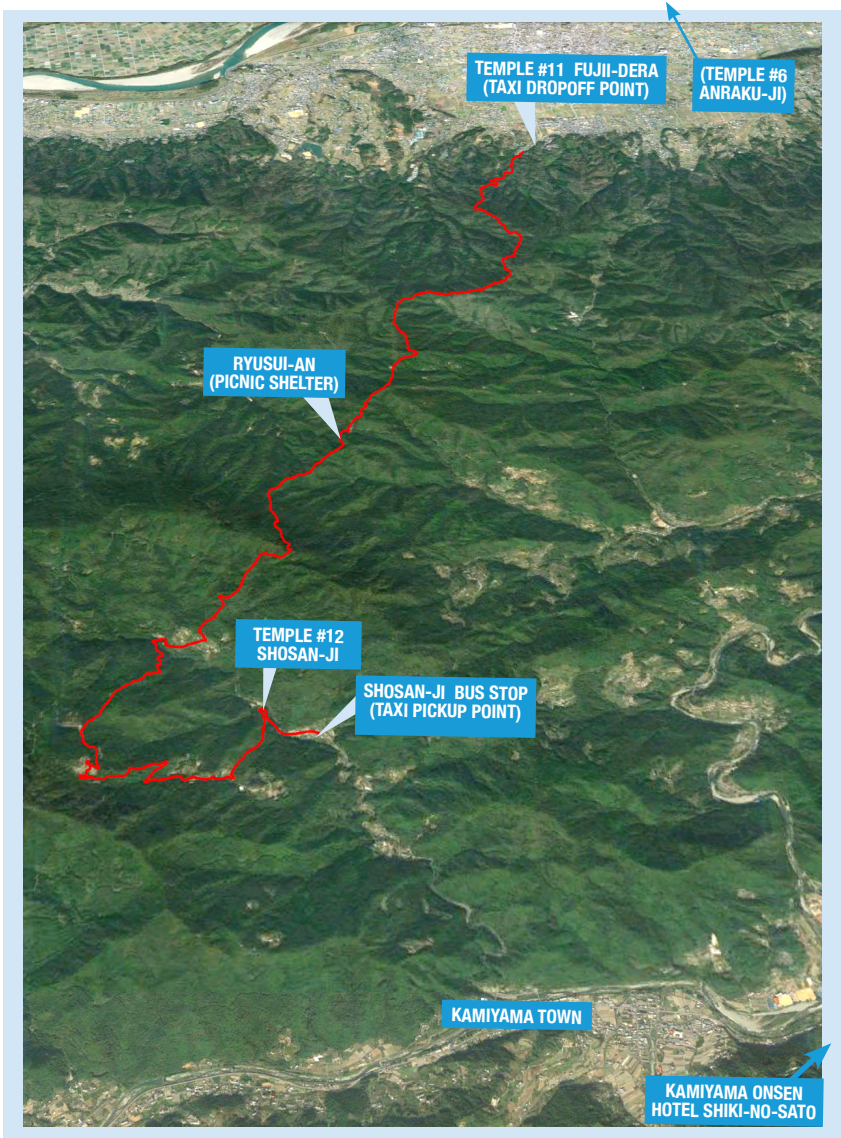 TEMPLE #11 FUJII-DERA
(TAXI DROPOFF POINT)
(TEMPLE #6
ANRAKU-JI)
RYUSUI-AN
(PICNIC SHELTER)
TEMPLE #12
SHOSAN-JI
SHOSAN-JI BUS STOP
(TAXI PICKUP POINT)
KAMIYAMA TOWN
KAMIYAMA ONSEN
HOTEL SHIKI-NO-SATO